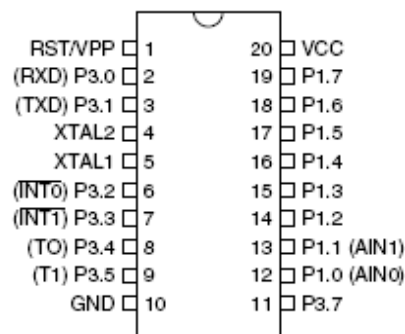 RST/VPP 1 20 VCC
(RXD) P3.0 2 19 P1.7
(TXD) P3.1 3 18 P1.6
XTAL2 4 17 P1.5
XTAL1 5 16 P1.4
(INT0) P3.2 6 15 P1.3
(INT1) P3.3 7 14 P1.2
(TO) P3.4 8 13 P1.1 (AIN1)
(T1) P3.5 9 12 P1.0 (AIN0)
GND 10 11 P3.7